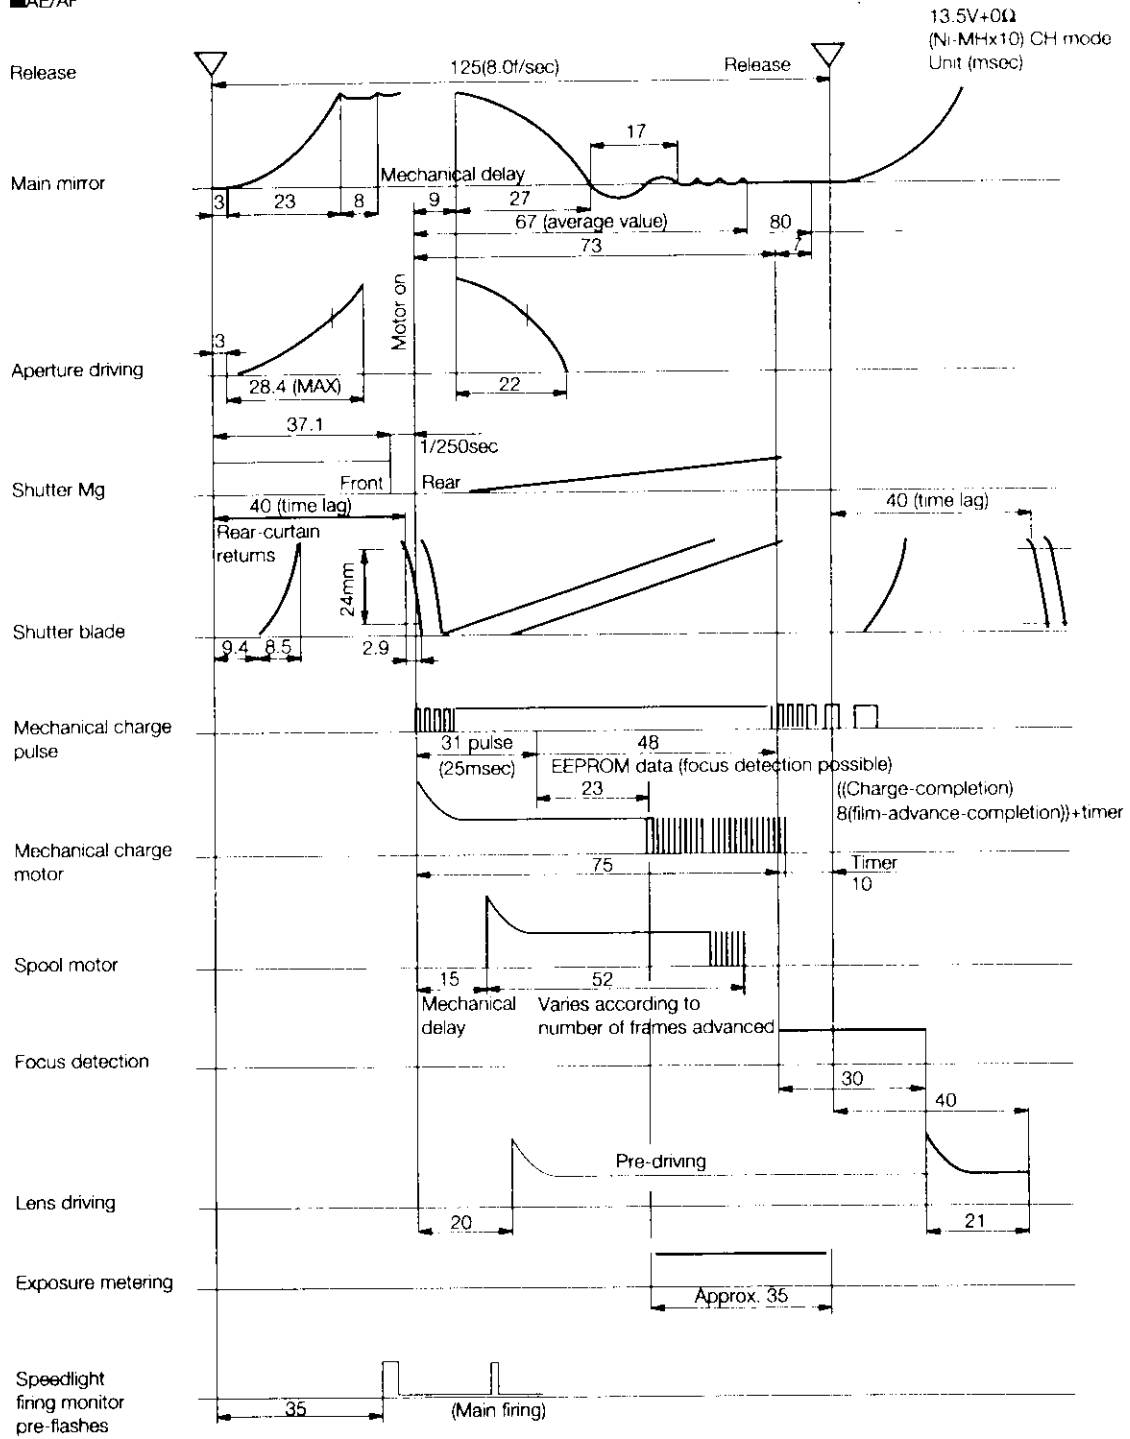 ■AE/AF
13.5V+0Ω
(Ni-MHx10) CH mode
Unit (msec)
Release
125(8.0f/sec)
Release
17
Main mirror
Mechanical delay
3
23
8
9
27
67 (average value)
80
73
7
Motor on
3
Aperture driving
28.4 (MAX)
22
37.1
1/250sec
Shutter Mg
Front
Rear
40 (time lag)
40 (time lag)
Rear-curtain
returns
24mm
Shutter blade
9.4
8.5
2.9
Mechanical charge
pulse
31 pulse
(25msec)
48
EEPROM data (focus detection possible)
23
((Charge-completion)
8(film-advance-completion))+timer
Mechanical charge
motor
75
Timer
10
Spool motor
15
52
Mechanical
delay
Varies according to
number of frames advanced
Focus detection
30
40
Pre-driving
Lens driving
20
21
Exposure metering
Approx. 35
Speedlight
firing monitor
pre-flashes
35
(Main firing)